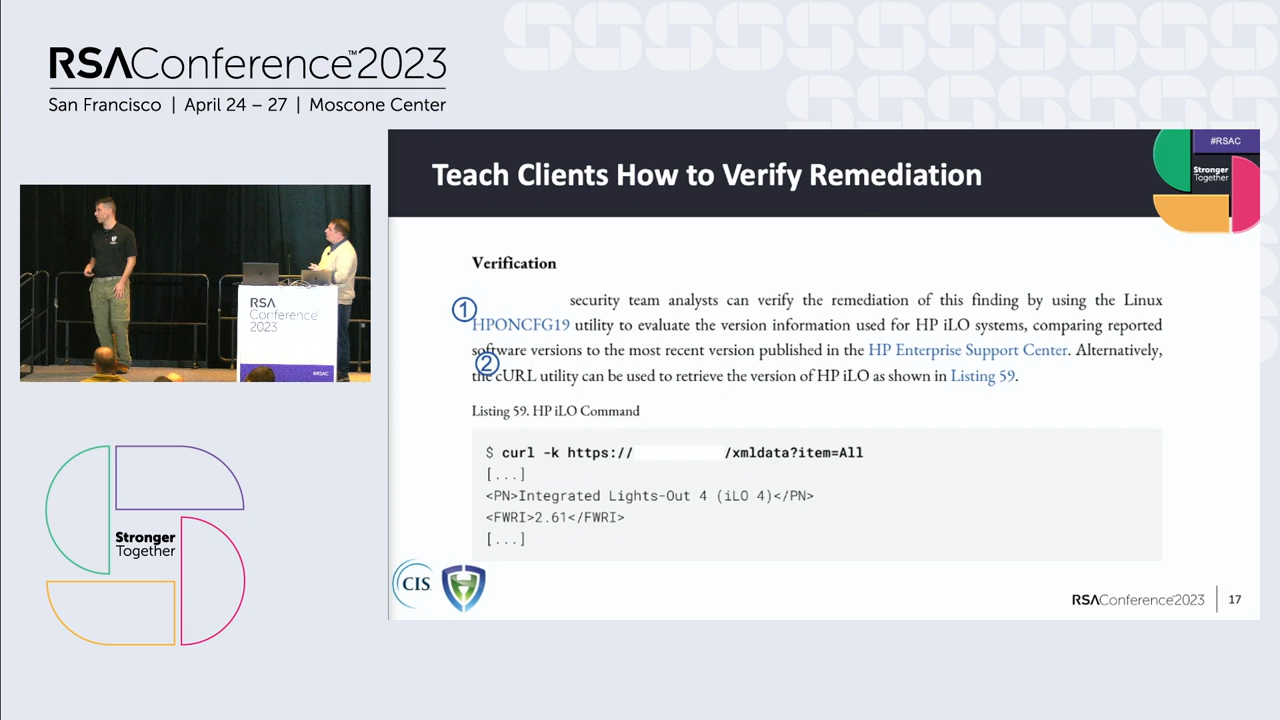 RSAConference™2023
San Francisco | April 24 – 27 | Moscone Center
#RSAC
Stronger
Together
Teach Clients How to Verify Remediation
Verification
① security team analysts can verify the remediation of this finding by using the Linux
HPONCFG19 utility to evaluate the version information used for HP iLO systems, comparing reported
software versions to the most recent version published in the HP Enterprise Support Center. Alternatively,
② the cURL utility can be used to retrieve the version of HP iLO as shown in Listing 59.
Listing 59. HP iLO Command
$ curl -k https:// /xmldata?item=All
[...]
<PN>Integrated Lights-Out 4 (iLO 4)</PN>
<FWRI>2.61</FWRI>
[...]
CIS
RSAConference2023 | 17
RSA
Conference
2023
#RSAC
Stronger
Together